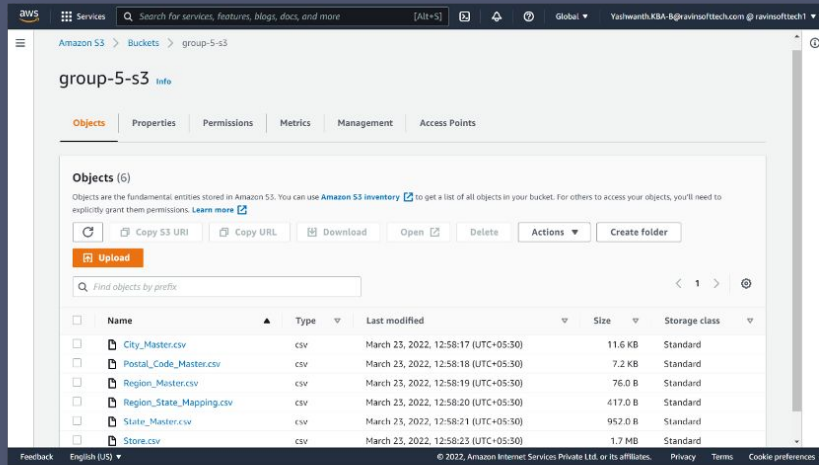 aws Services Search for services, features, blogs, docs, and more [Alt+S] Global ▼ Yashwanth.KBA-B@ravinsofttech.com @ ravinsofttech1 ▼
Amazon S3 > Buckets > group-5-s3
group-5-s3 Info
Objects Properties Permissions Metrics Management Access Points
Objects (6)
Objects are the fundamental entities stored in Amazon S3. You can use Amazon S3 inventory to get a list of all objects in your bucket. For others to access your objects, you'll need to
explicitly grant them permissions. Learn more
Copy S3 URI Copy URL Download Open Delete Actions ▼ Create folder
Upload
Find objects by prefix < 1 >
Name ▲ Type ▽ Last modified ▽ Size ▽ Storage class ▽
City_Master.csv csv March 23, 2022, 12:58:17 (UTC+05:30) 11.6 KB Standard
Postal_Code_Master.csv csv March 23, 2022, 12:58:18 (UTC+05:30) 7.2 KB Standard
Region_Master.csv csv March 23, 2022, 12:58:19 (UTC+05:30) 76.0 B Standard
Region_State_Mapping.csv csv March 23, 2022, 12:58:20 (UTC+05:30) 417.0 B Standard
State_Master.csv csv March 23, 2022, 12:58:21 (UTC+05:30) 952.0 B Standard
Store.csv csv March 23, 2022, 12:58:23 (UTC+05:30) 1.7 MB Standard
Feedback English (US) ▼ © 2022, Amazon Internet Services Private Ltd. or its affiliates. Privacy Terms Cookie preferences